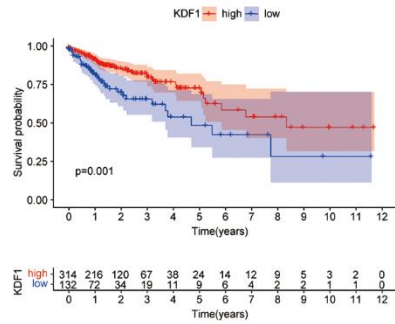 KDF1 high low
1.00
0.75
0.50
0.25
0.00
Survival probability
p=0.001
0 1 2 3 4 5 6 7 8 9 10 11 12
Time(years)
KDF1
high 314 216 120 67 38 24 14 12 9 5 3 2 0
low 132 72 34 19 11 9 6 4 2 2 1 1 0
0 1 2 3 4 5 6 7 8 9 10 11 12
Time(years)